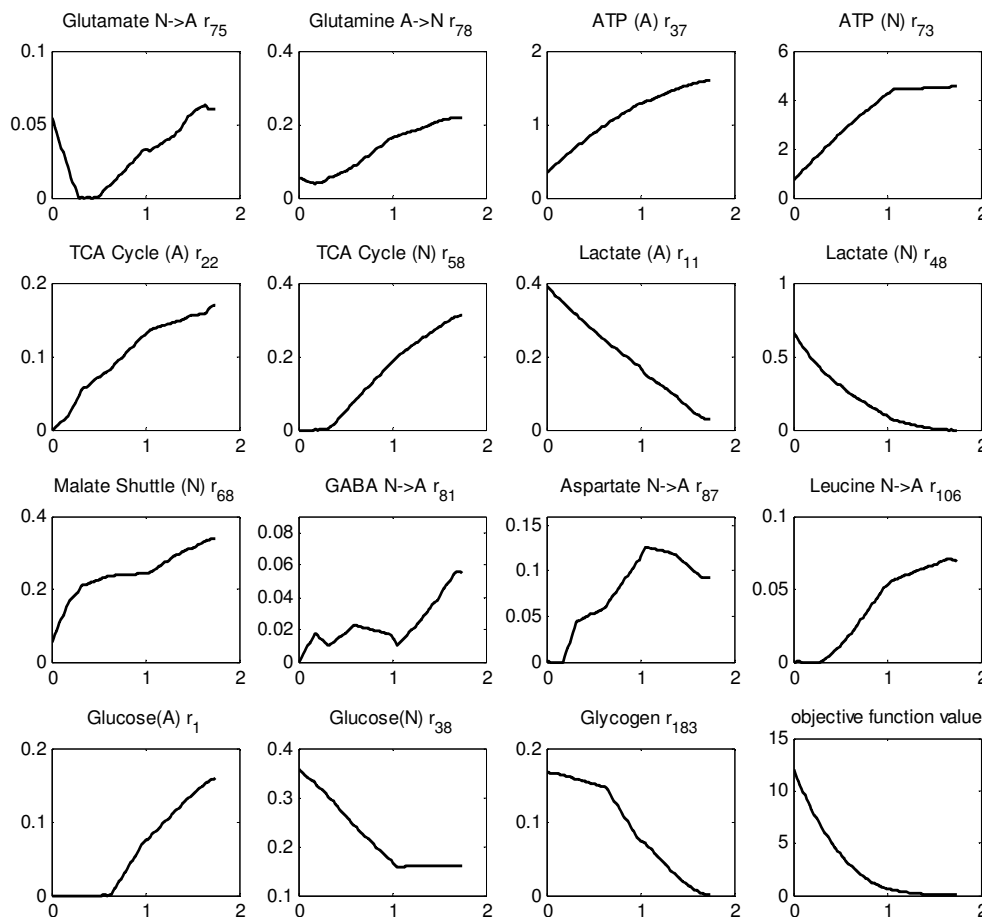 Glutamate N->A r75
Glutamine A->N r78
ATP (A) r37
ATP (N) r73
0.1
0.05
0
0 1 2
0.4
0.2
0
0 1 2
2
1
0
0 1 2
6
4
2
0
0 1 2
TCA Cycle (A) r22
TCA Cycle (N) r58
Lactate (A) r11
Lactate (N) r48
0.2
0.1
0
0 1 2
0.4
0.2
0
0 1 2
0.4
0.2
0
0 1 2
1
0.5
0
0 1 2
Malate Shuttle (N) r68
GABA N->A r81
Aspartate N->A r87
Leucine N->A r106
0.4
0.2
0
0 1 2
0.08
0.06
0.04
0.02
0
0 1 2
0.15
0.1
0.05
0
0 1 2
0.1
0.05
0
0 1 2
Glucose(A) r1
Glucose(N) r38
Glycogen r183
objective function value
0.2
0.1
0
0 1 2
0.4
0.3
0.2
0.1
0 1 2
0.2
0.1
0
0 1 2
15
10
5
0
0 1 2